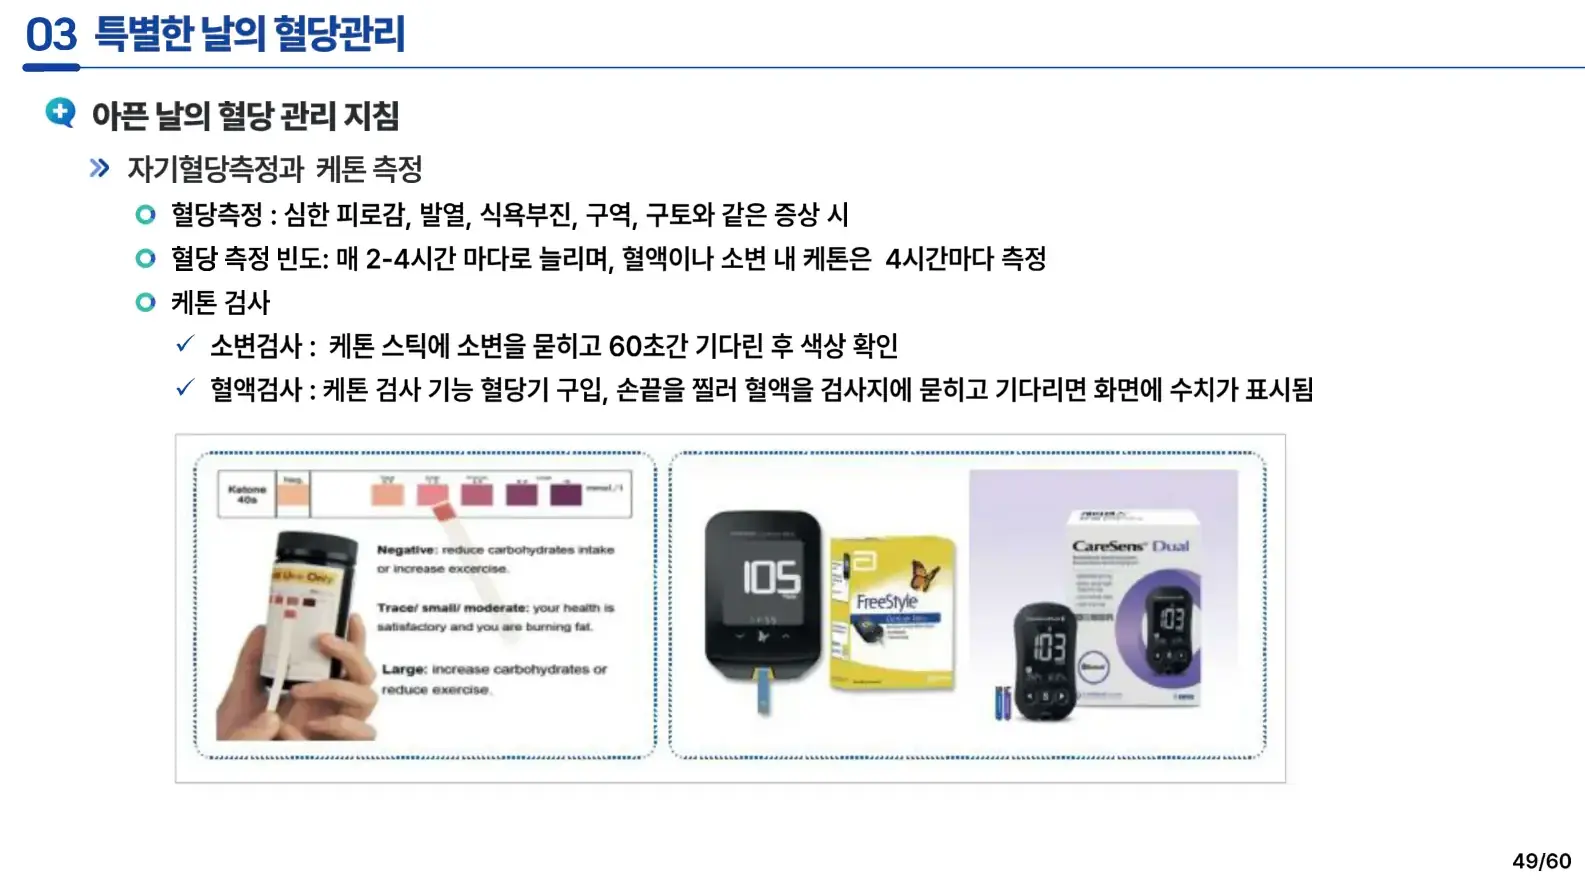 03 특별한 날의 혈당관리
아픈 날의 혈당 관리 지침
자기혈당측정과 케톤 측정
혈당측정 : 심한 피로감, 발열, 식욕부진, 구역, 구토와 같은 증상 시
혈당 측정 빈도: 매 2-4시간 마다로 늘리며, 혈액이나 소변 내 케톤은 4시간마다 측정
케톤 검사
소변검사 : 케톤 스틱에 소변을 묻히고 60초간 기다린 후 색상 확인
혈액검사 : 케톤 검사 기능 혈당기 구입, 손끝을 찔러 혈액을 검사지에 묻히고 기다리면 화면에 수치가 표시됨
Ketone
40s
Neg.
mmol/l
Use Only
Negative: reduce carbohydrates intake
or increase excercise.
Trace/ small/ moderate: your health is
satisfactory and you are burning fat.
Large: increase carbohydrates or
reduce exercise.
105
FreeStyle
CareSens Dual
103
103
49/60